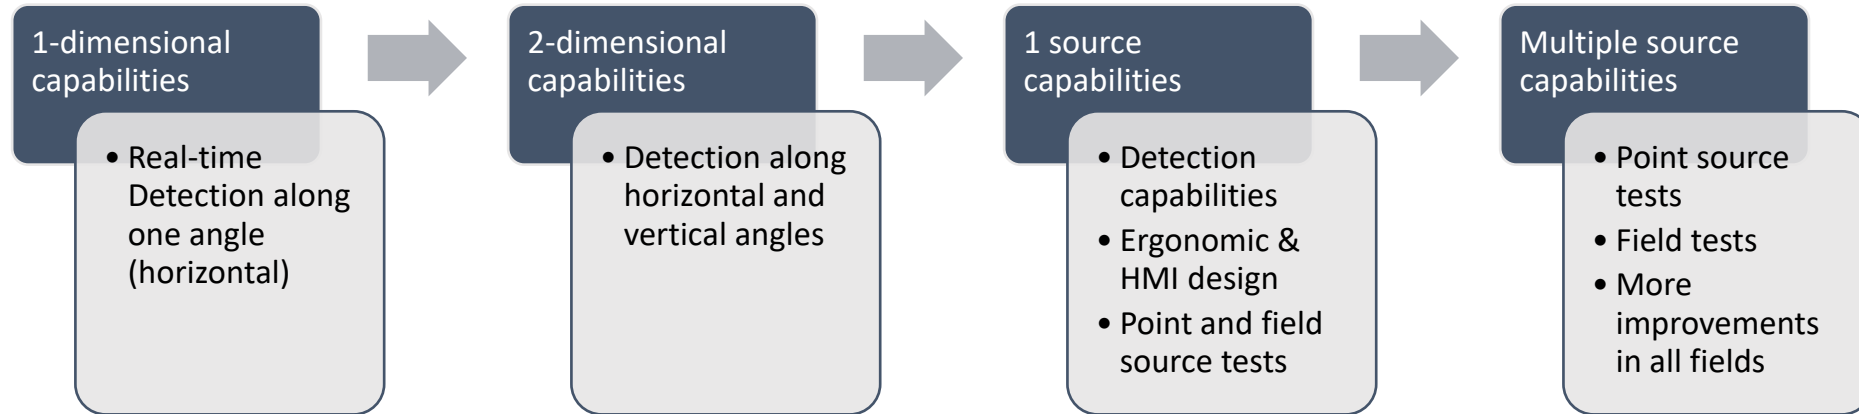 1-dimensional
capabilities
• Real-time
Detection along
one angle
(horizontal)
2-dimensional
capabilities
• Detection along
horizontal and
vertical angles
1 source
capabilities
• Detection
capabilities
• Ergonomic &
HMI design
• Point and field
source tests
Multiple source
capabilities
• Point source
tests
• Field tests
• More
improvements
in all fields